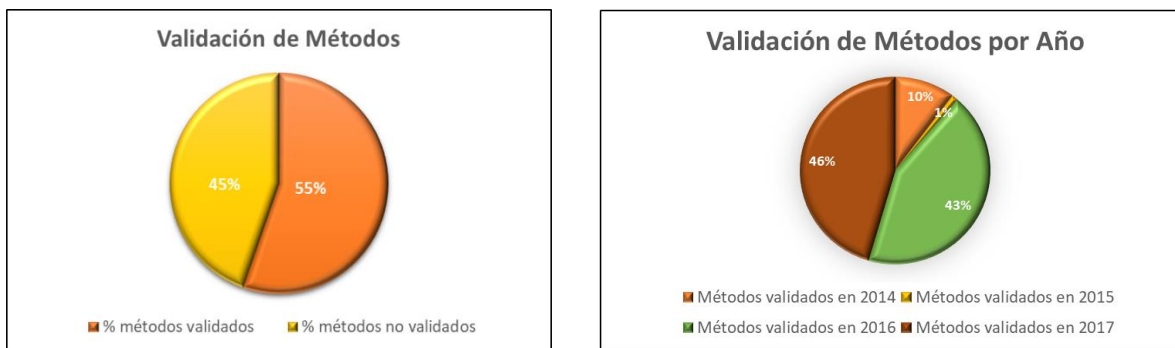 Validación de Métodos
45%
55%
% métodos validados
% métodos no validados
Validación de Métodos por Año
10%
1%
46%
43%
Métodos validados en 2014
Métodos validados en 2015
Métodos validados en 2016
Métodos validados en 2017